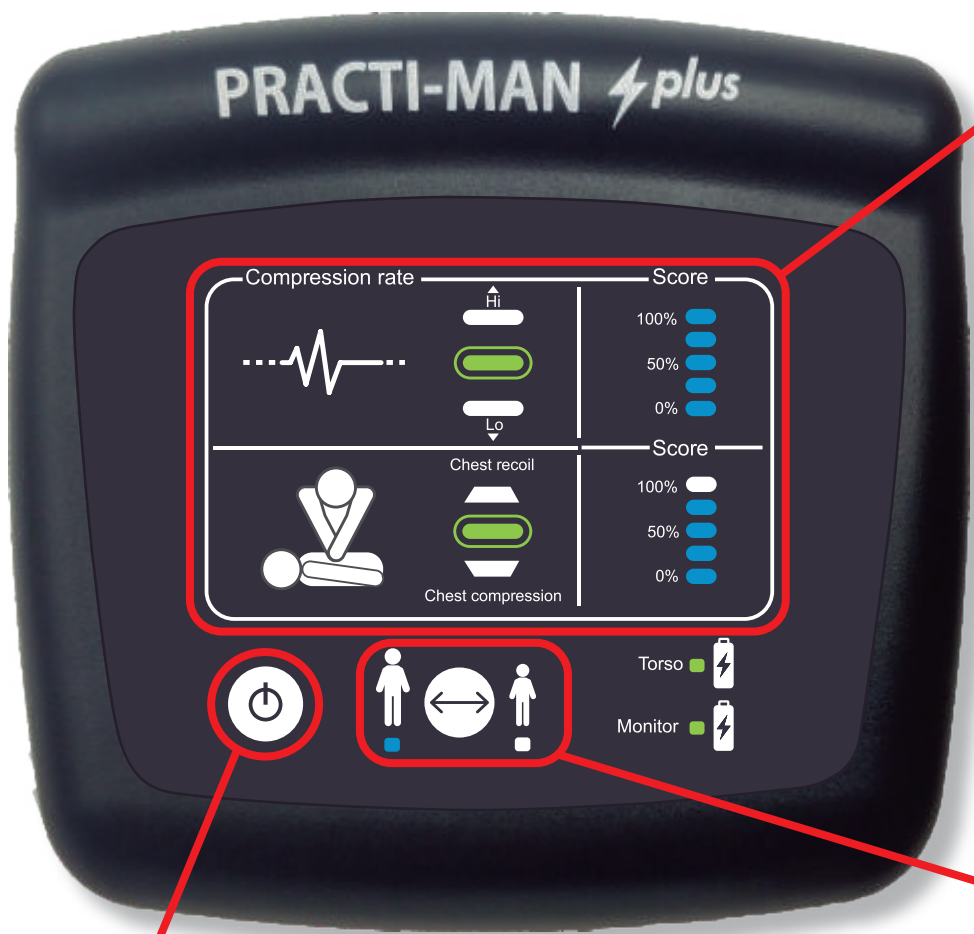 PRACTI-MAN plus
Compression rate
Score
Hi
100%
50%
0%
Lo
Score
Chest recoil
100%
50%
0%
Chest compression
Torso
Monitor